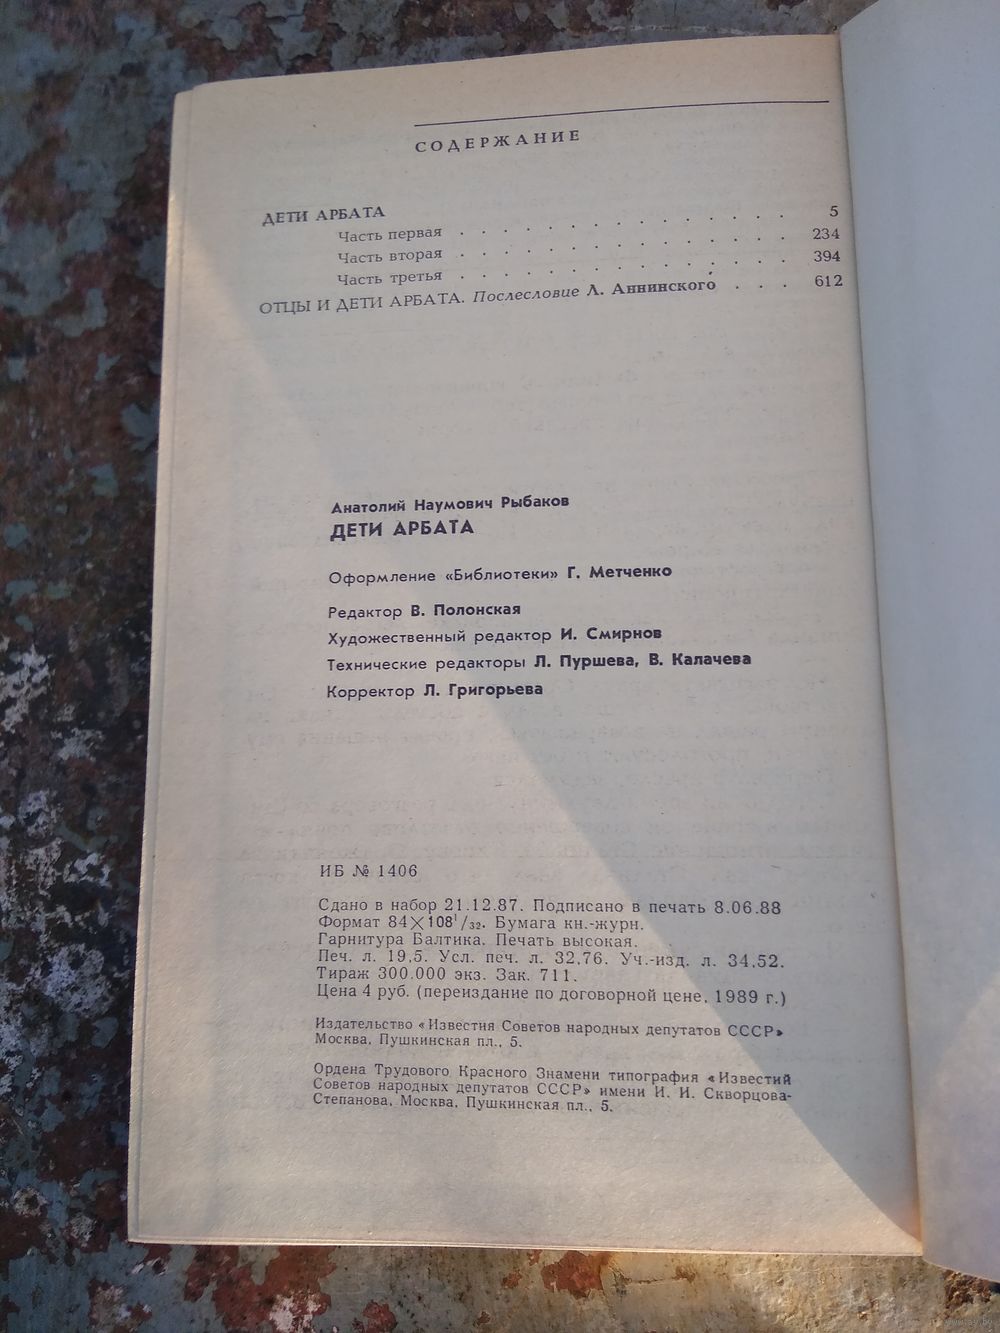 СОДЕРЖАНИЕ
ДЕТИ АРБАТА
Часть первая . . . . . . . . . . . . 5
Часть вторая . . . . . . . . . . . . 234
Часть третья . . . . . . . . . . . . 394
ОТЦЫ И ДЕТИ АРБАТА. Послесловие Л. Аннинского . . . 612
Анатолий Наумович Рыбаков
ДЕТИ АРБАТА
Оформление «Библиотеки» Г. Метченко
Редактор В. Полонская
Художественный редактор И. Смирнов
Технические редакторы Л. Пуршева, В. Калачева
Корректор Л. Григорьева
ИБ № 1406
Сдано в набор 21.12.87. Подписано в печать 8.06.88
Формат 84×108¹/₃₂. Бумага кн.-журн.
Гарнитура Балтика. Печать высокая.
Печ. л. 19,5. Усл. печ. л. 32,76. Уч.-изд. л. 34,52.
Тираж 300.000 экз. Зак. 711.
Цена 4 руб. (переиздание по договорной цене, 1989 г.)
Издательство «Известия Советов народных депутатов СССР»
Москва, Пушкинская пл., 5.
Ордена Трудового Красного Знамени типография «Известий
Советов народных депутатов СССР» имени И. И. Скворцова-
Степанова, Москва, Пушкинская пл., 5.